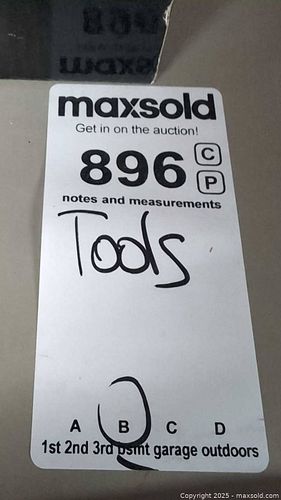 maxsold
Get in on the auction!
896 C
P
notes and measurements
Tools
A B C D
1st 2nd 3rd bsmt garage outdoors
Copyright 2025 - maxsold.com